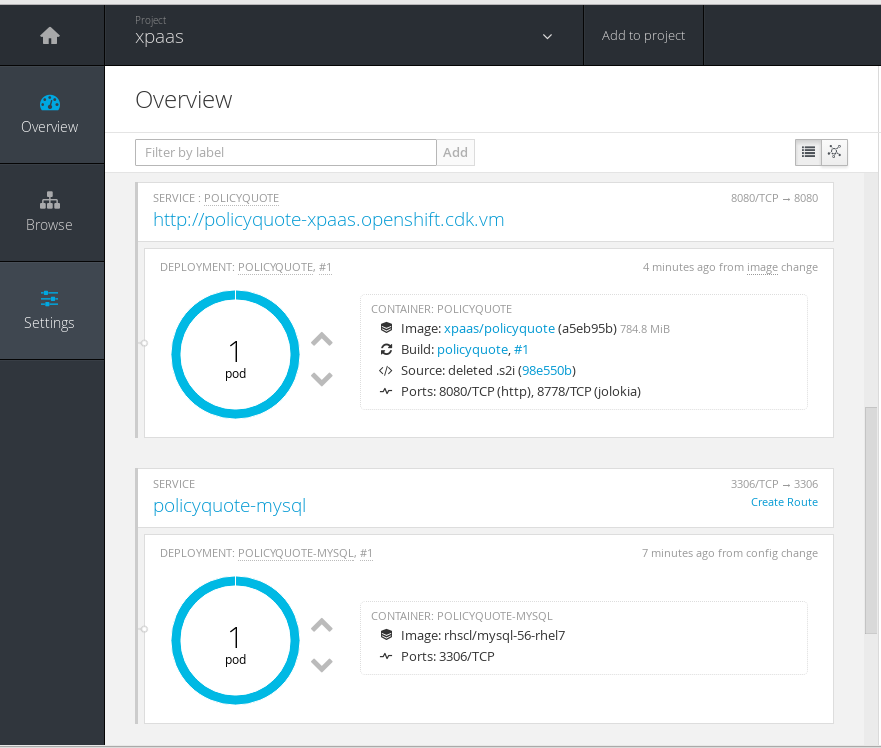 Project
xpaas
Add to project
Overview
Browse
Settings
Overview
Filter by label
Add
SERVICE : POLICYQUOTE
8080/TCP → 8080
http://policyquote-xpaas.openshift.cdk.vm
DEPLOYMENT: POLICYQUOTE, #1
4 minutes ago from image change
1
pod
CONTAINER: POLICYQUOTE
Image: xpaas/policyquote (a5eb95b) 784.8 MiB
Build: policyquote, #1
Source: deleted .s2i (98e550b)
Ports: 8080/TCP (http), 8778/TCP (jolokia)
SERVICE
3306/TCP → 3306
policyquote-mysql
Create Route
DEPLOYMENT: POLICYQUOTE-MYSQL, #1
7 minutes ago from config change
1
pod
CONTAINER: POLICYQUOTE-MYSQL
Image: rhscl/mysql-56-rhel7
Ports: 3306/TCP